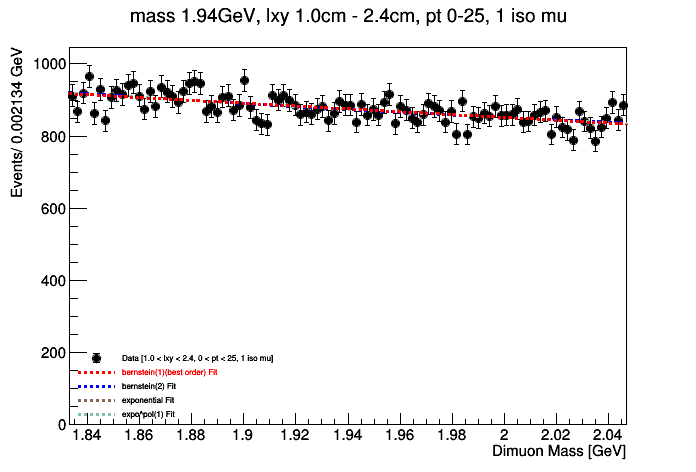 mass 1.94GeV, lxy 1.0cm - 2.4cm, pt 0-25, 1 iso mu
Events/ 0.002134 GeV
1000
800
600
400
200
0
Data [1.0 < lxy < 2.4, 0 < pt < 25, 1 iso mu]
bernstein(1)(best order) Fit
bernstein(2) Fit
exponential Fit
expo*pol(1) Fit
1.84 1.86 1.88 1.9 1.92 1.94 1.96 1.98 2 2.02 2.04
Dimuon Mass [GeV]